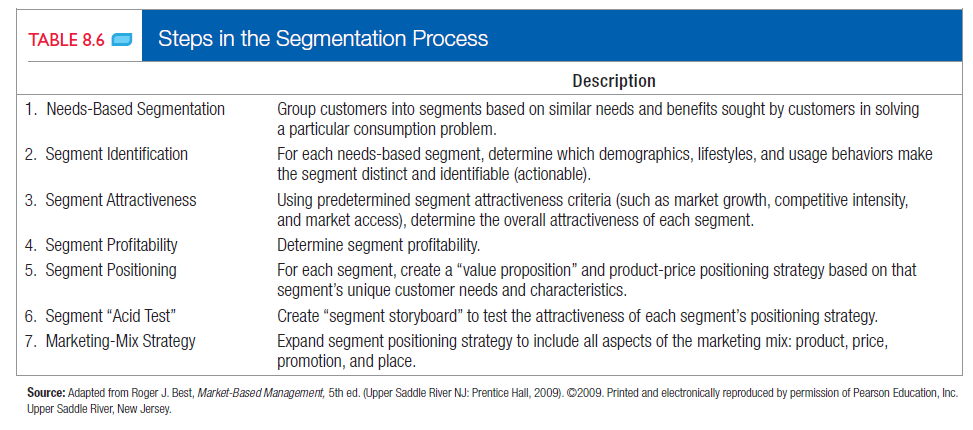 TABLE 8.6 Steps in the Segmentation Process
Description
1. Needs-Based Segmentation Group customers into segments based on similar needs and benefits sought by customers in solving
a particular consumption problem.
2. Segment Identification For each needs-based segment, determine which demographics, lifestyles, and usage behaviors make
the segment distinct and identifiable (actionable).
3. Segment Attractiveness Using predetermined segment attractiveness criteria (such as market growth, competitive intensity,
and market access), determine the overall attractiveness of each segment.
4. Segment Profitability Determine segment profitability.
5. Segment Positioning For each segment, create a “value proposition” and product-price positioning strategy based on that
segment’s unique customer needs and characteristics.
6. Segment “Acid Test” Create “segment storyboard” to test the attractiveness of each segment’s positioning strategy.
7. Marketing-Mix Strategy Expand segment positioning strategy to include all aspects of the marketing mix: product, price,
promotion, and place.
Source: Adapted from Roger J. Best, Market-Based Management, 5th ed. (Upper Saddle River NJ: Prentice Hall, 2009). ©2009. Printed and electronically reproduced by permission of Pearson Education, Inc.
Upper Saddle River, New Jersey.